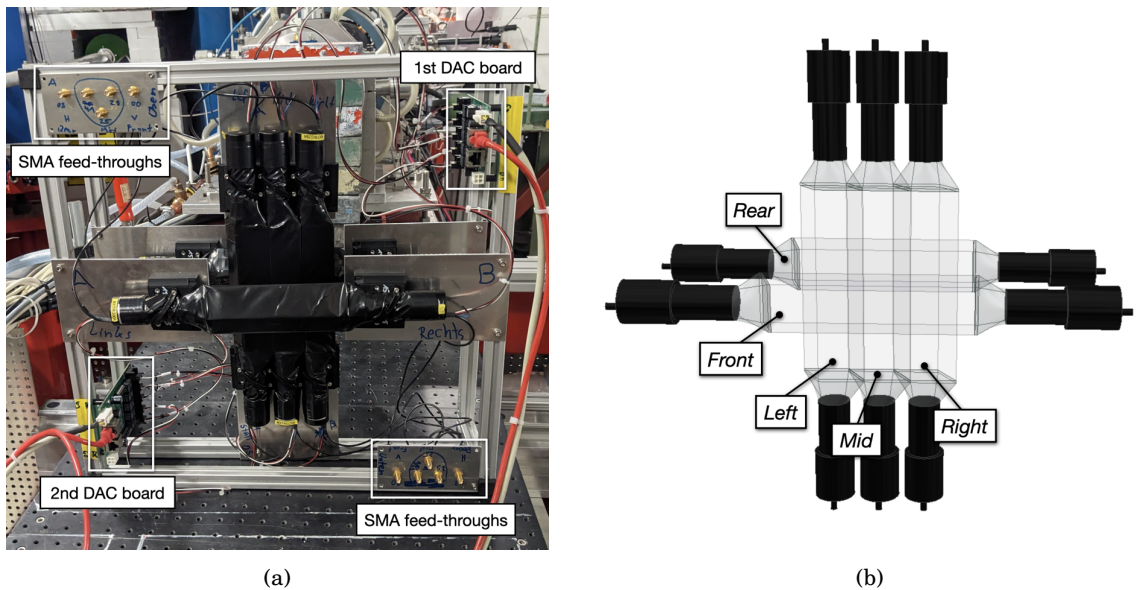 1st DAC board
SMA feed-throughs
A
B
Links
Rechts
2nd DAC board
SMA feed-throughs
(a)
Rear
Front
Left
Mid
Right
(b)